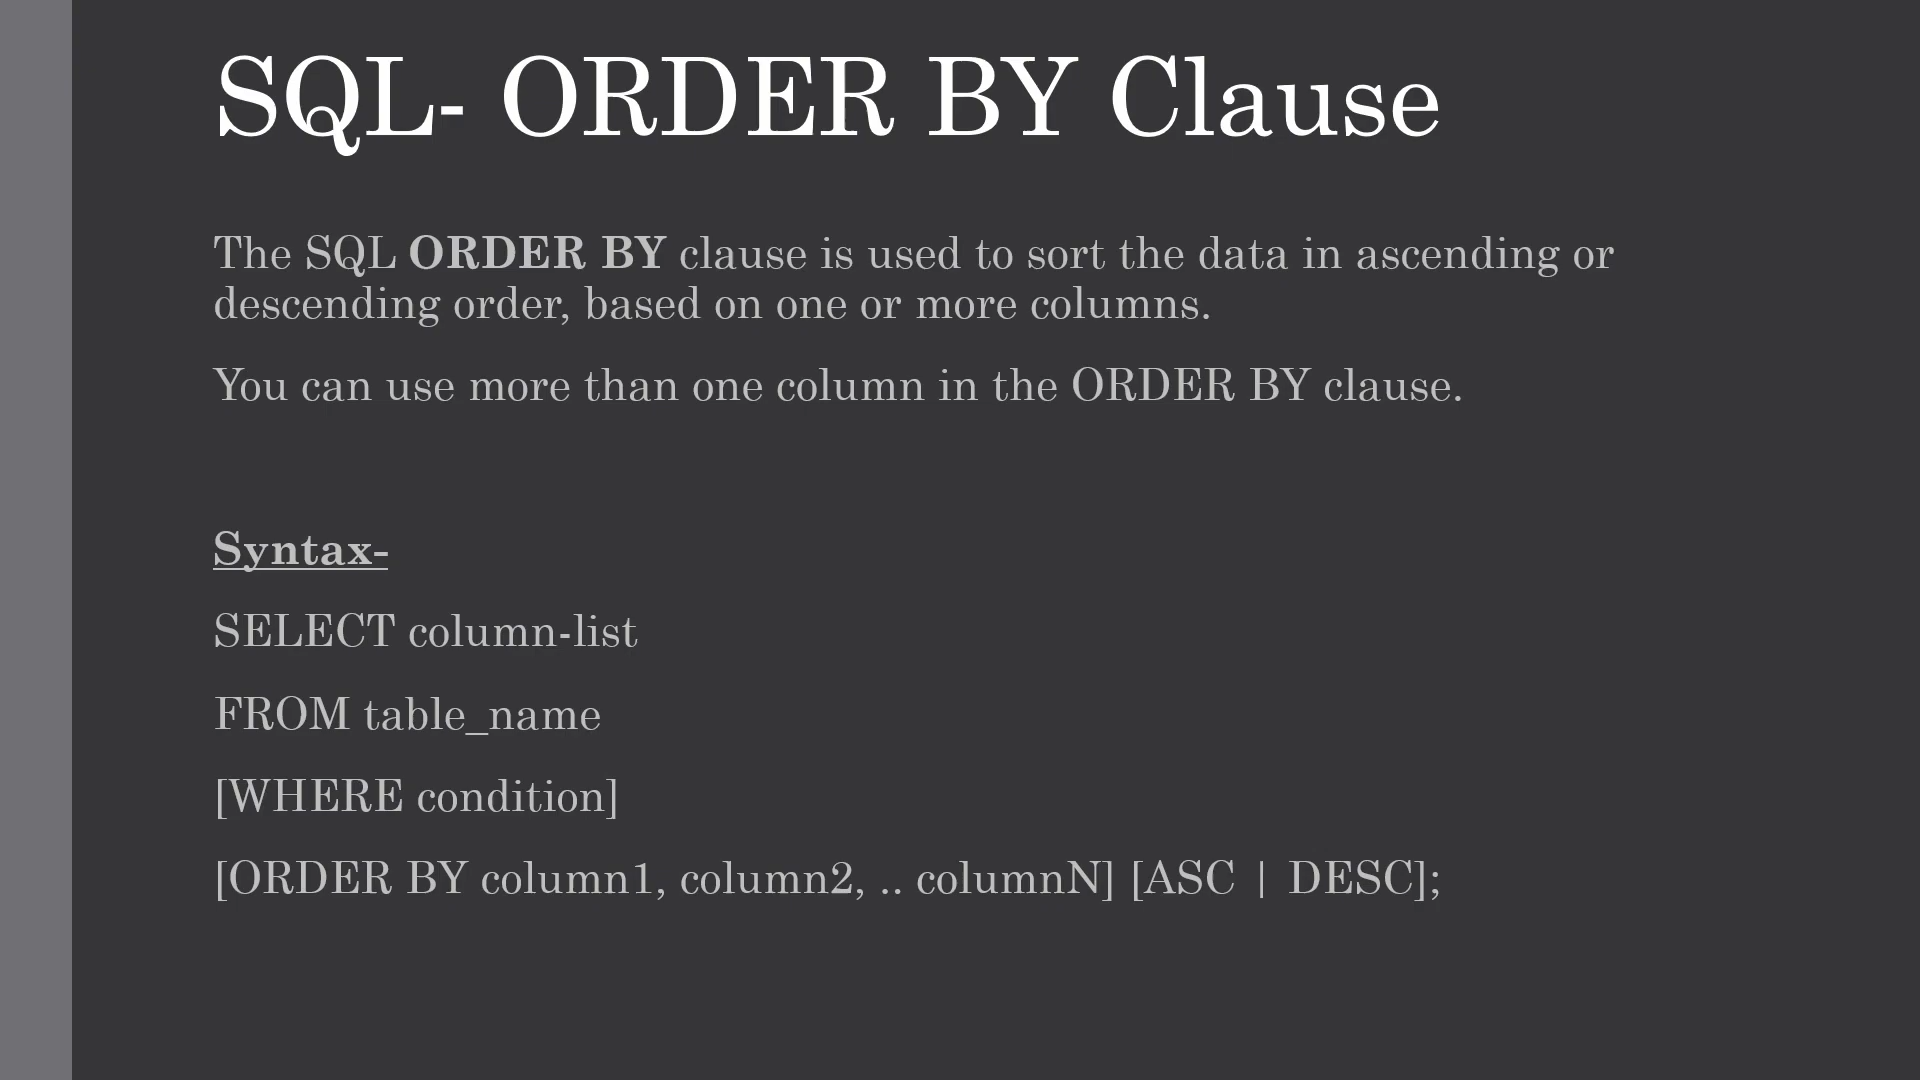 SQL- ORDER BY Clause
The SQL ORDER BY clause is used to sort the data in ascending or
descending order, based on one or more columns.
You can use more than one column in the ORDER BY clause.
Syntax-
SELECT column-list
FROM table_name
[WHERE condition]
[ORDER BY column1, column2, .. columnN] [ASC | DESC];